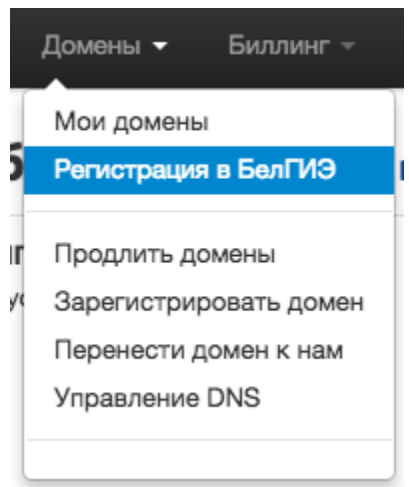 Домены Биллинг
Мои домены
Регистрация в БелГИЭ
Продлить домены
Зарегистрировать домен
Перенести домен к нам
Управление DNS